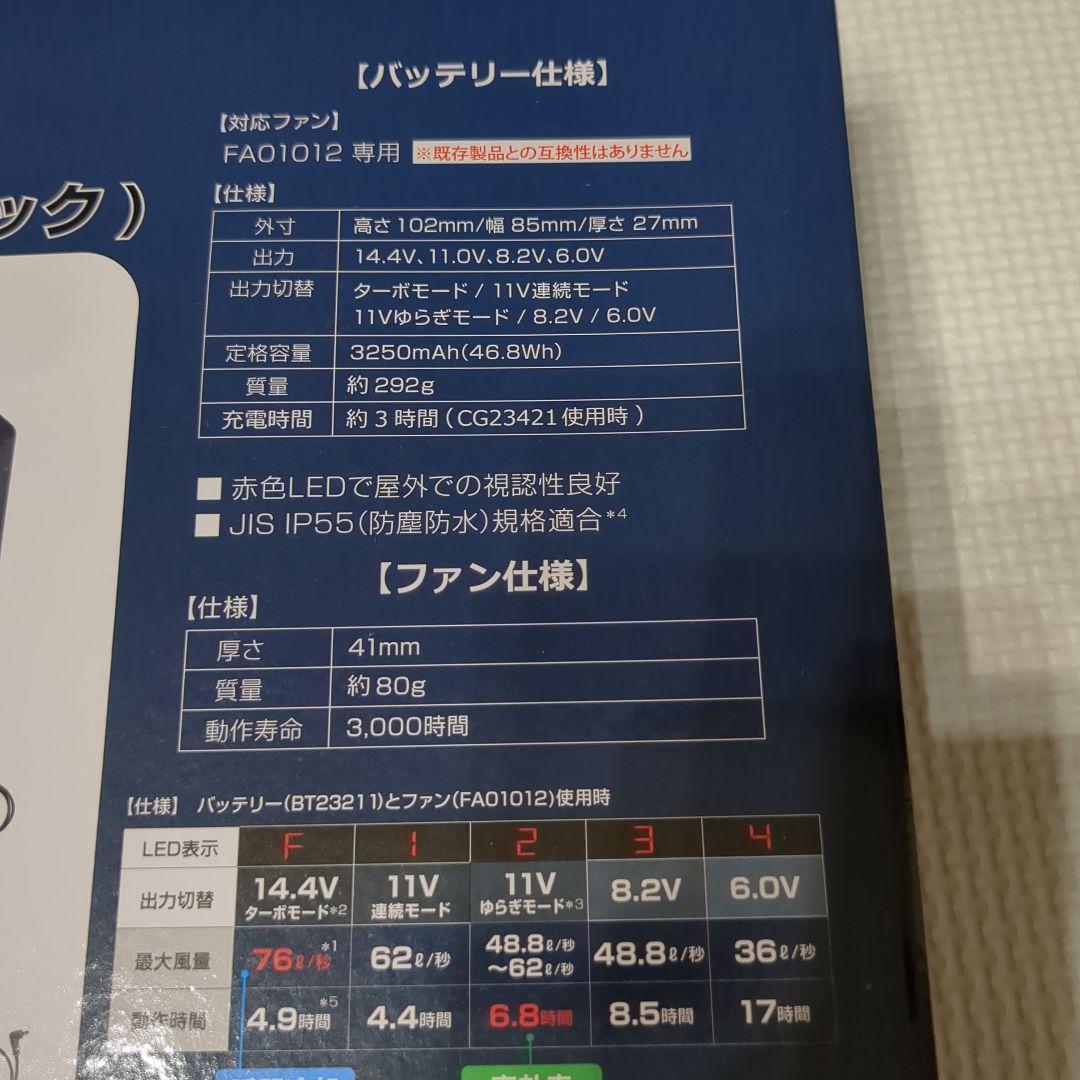 ック）
【バッテリー仕様】
【対応ファン】
FA01012 専用 ※既存製品との互換性はありません
【仕様】
外寸 高さ 102mm/幅 85mm/厚さ 27mm
出力 14.4V、11.0V、8.2V、6.0V
出力切替 ターボモード / 11V連続モード
11Vゆらぎモード / 8.2V / 6.0V
定格容量 3250mAh(46.8Wh)
質量 約 292g
充電時間 約 3 時間（CG23421使用時）
■ 赤色LEDで屋外での視認性良好
■ JIS IP55（防塵防水）規格適合*4
【ファン仕様】
【仕様】
厚さ 41mm
質量 約 80g
動作寿命 3,000時間
【仕様】 バッテリー(BT23211)とファン(FA01012)使用時
LED表示 F 1 2 3 4
出力切替 14.4V ターボモード*2 11V 連続モード 11V ゆらぎモード*3 8.2V 6.0V
最大風量 76ℓ/秒*1 62ℓ/秒 48.8ℓ/秒～62ℓ/秒 48.8ℓ/秒 36ℓ/秒
動作時間 4.9時間*5 4.4時間 6.8時間 8.5時間 17時間